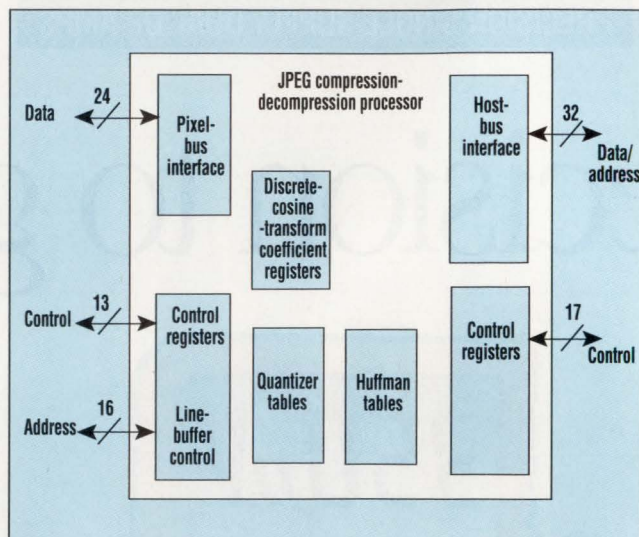 JPEG compression-
decompression processor
Data
24
Pixel-
bus
interface
Host-
bus
interface
32
Data/
address
Discrete-
cosine
-transform
coefficient
registers
Control
13
Control
registers
Control
registers
17
Control
Quantizer
tables
Huffman
tables
Address
16
Line-
buffer
control